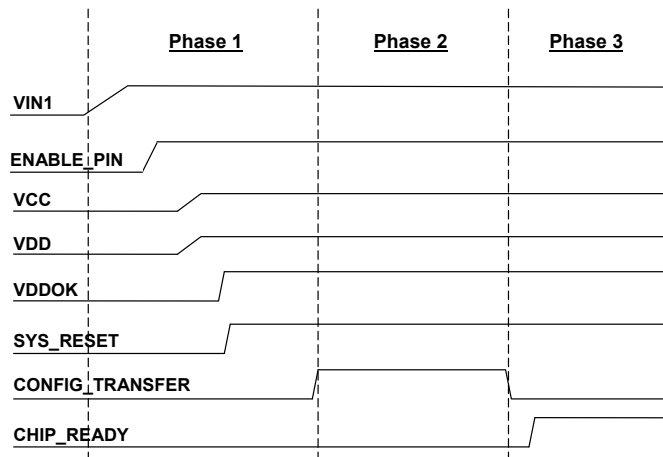 Phase 1 Phase 2 Phase 3
VIN1
ENABLE_PIN
VCC
VDD
VDDOK
SYS_RESET
CONFIG_TRANSFER
CHIP_READY